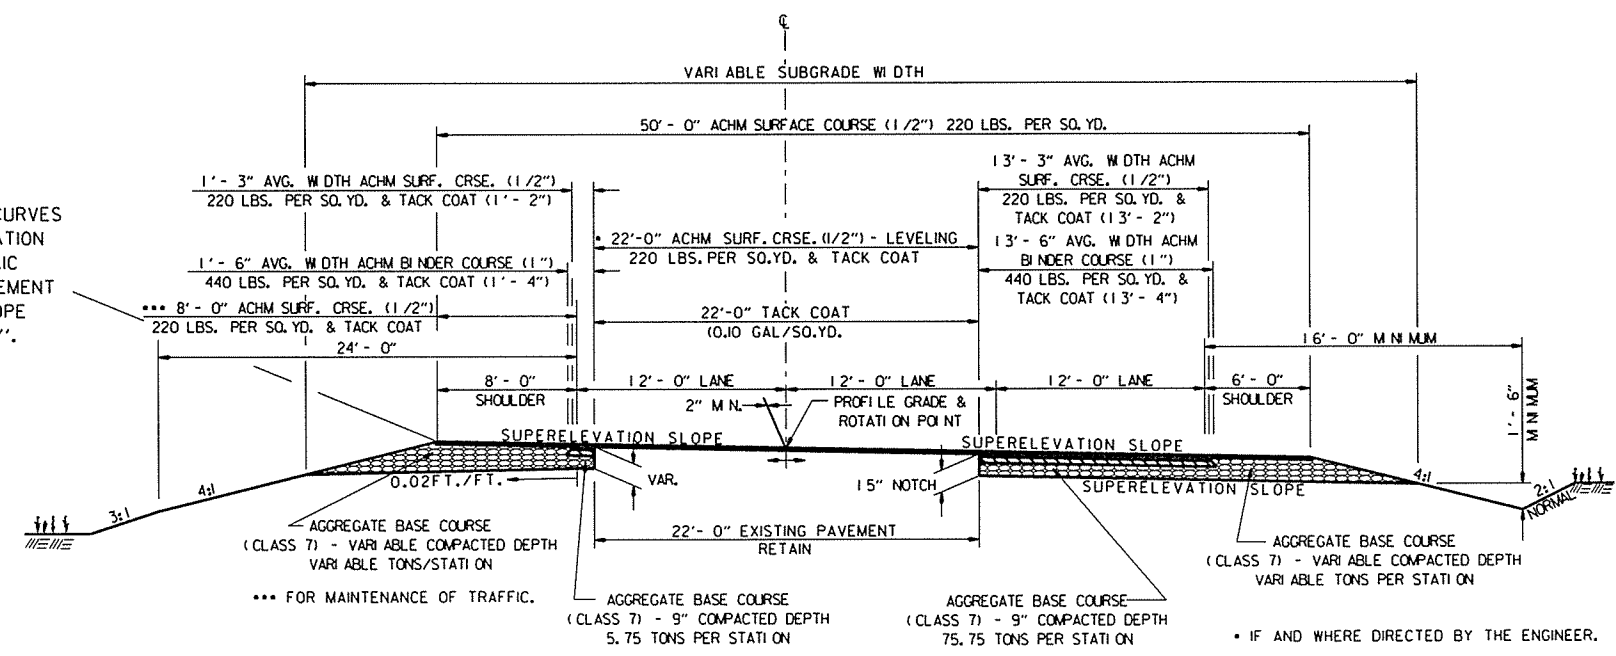 ℄
VARIABLE SUBGRADE WIDTH
50'-0" ACHM SURFACE COURSE (1/2") 220 LBS. PER SQ.YD.
1'-3" AVG. WIDTH ACHM SURF. CRSE. (1/2")
220 LBS. PER SQ.YD. & TACK COAT (1'-2")
13'-3" AVG. WIDTH ACHM
SURF. CRSE. (1/2")
220 LBS. PER SQ.YD. &
TACK COAT (13'-2")
CURVES
ATION
IC
EMENT
OPE
".
• 22'-0" ACHM SURF. CRSE. (1/2") - LEVELING
220 LBS. PER SQ.YD. & TACK COAT
1'-6" AVG. WIDTH ACHM BINDER COURSE (1")
440 LBS. PER SQ.YD. & TACK COAT (1'-4")
13'-6" AVG. WIDTH ACHM
BINDER COURSE (1")
440 LBS. PER SQ.YD. &
TACK COAT (13'-4")
••• 8'-0" ACHM SURF. CRSE. (1/2")
220 LBS. PER SQ.YD. & TACK COAT
22'-0" TACK COAT
(0.10 GAL/SQ.YD.
24'-0"
16'-0" MINIMUM
8'-0"
SHOULDER
12'-0" LANE
12'-0" LANE
12'-0" LANE
6'-0"
SHOULDER
1'-6"
MINIMUM
2" MIN.
PROFILE GRADE &
ROTATION POINT
SUPERELEVATION SLOPE
SUPERELEVATION SLOPE
0.02FT./FT.
VAR.
15" NOTCH
SUPERELEVATION SLOPE
3:1
4:1
4:1
2:1
NORMAL
22'-0" EXISTING PAVEMENT
RETAIN
AGGREGATE BASE COURSE
(CLASS 7) - VARIABLE COMPACTED DEPTH
VARIABLE TONS/STATION
AGGREGATE BASE COURSE
(CLASS 7) - VARIABLE COMPACTED DEPTH
VARIABLE TONS PER STATION
••• FOR MAINTENANCE OF TRAFFIC.
AGGREGATE BASE COURSE
(CLASS 7) - 9" COMPACTED DEPTH
5.75 TONS PER STATION
AGGREGATE BASE COURSE
(CLASS 7) - 9" COMPACTED DEPTH
75.75 TONS PER STATION
• IF AND WHERE DIRECTED BY THE ENGINEER.